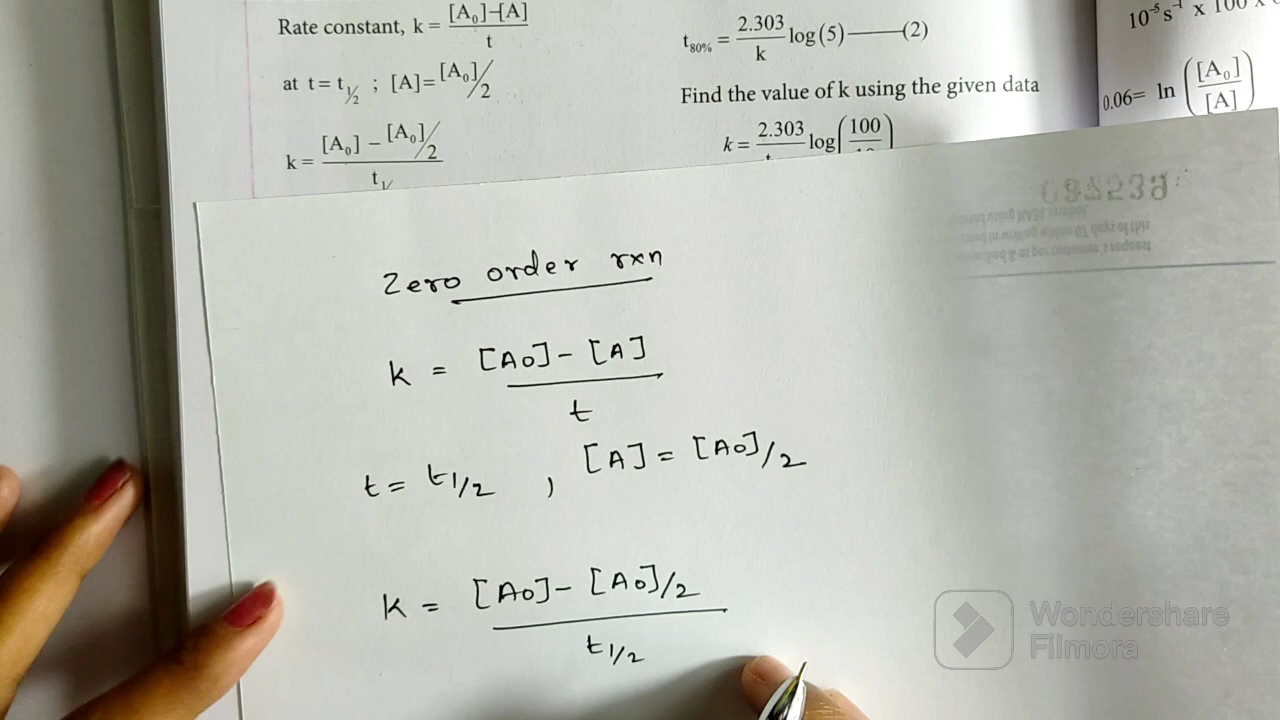 Rate constant, k = [A₀]-[A] / t
at t = t½ ; [A] = [A₀]/2
k = [A₀] - [A₀]/2 / t
t80% = 2.303 / k log (5) ——(2)
Find the value of k using the given data
k = 2.303 log( 100
10⁻⁵s⁻¹ x 100 x
0.06= ln ( [A₀] / [A] )
Zero order rxn
k = [A0] - [A] / t
t = t1/2 , [A] = [A0]/2
k = [A0] - [A0]/2 / t1/2
Wondershare
Filmora